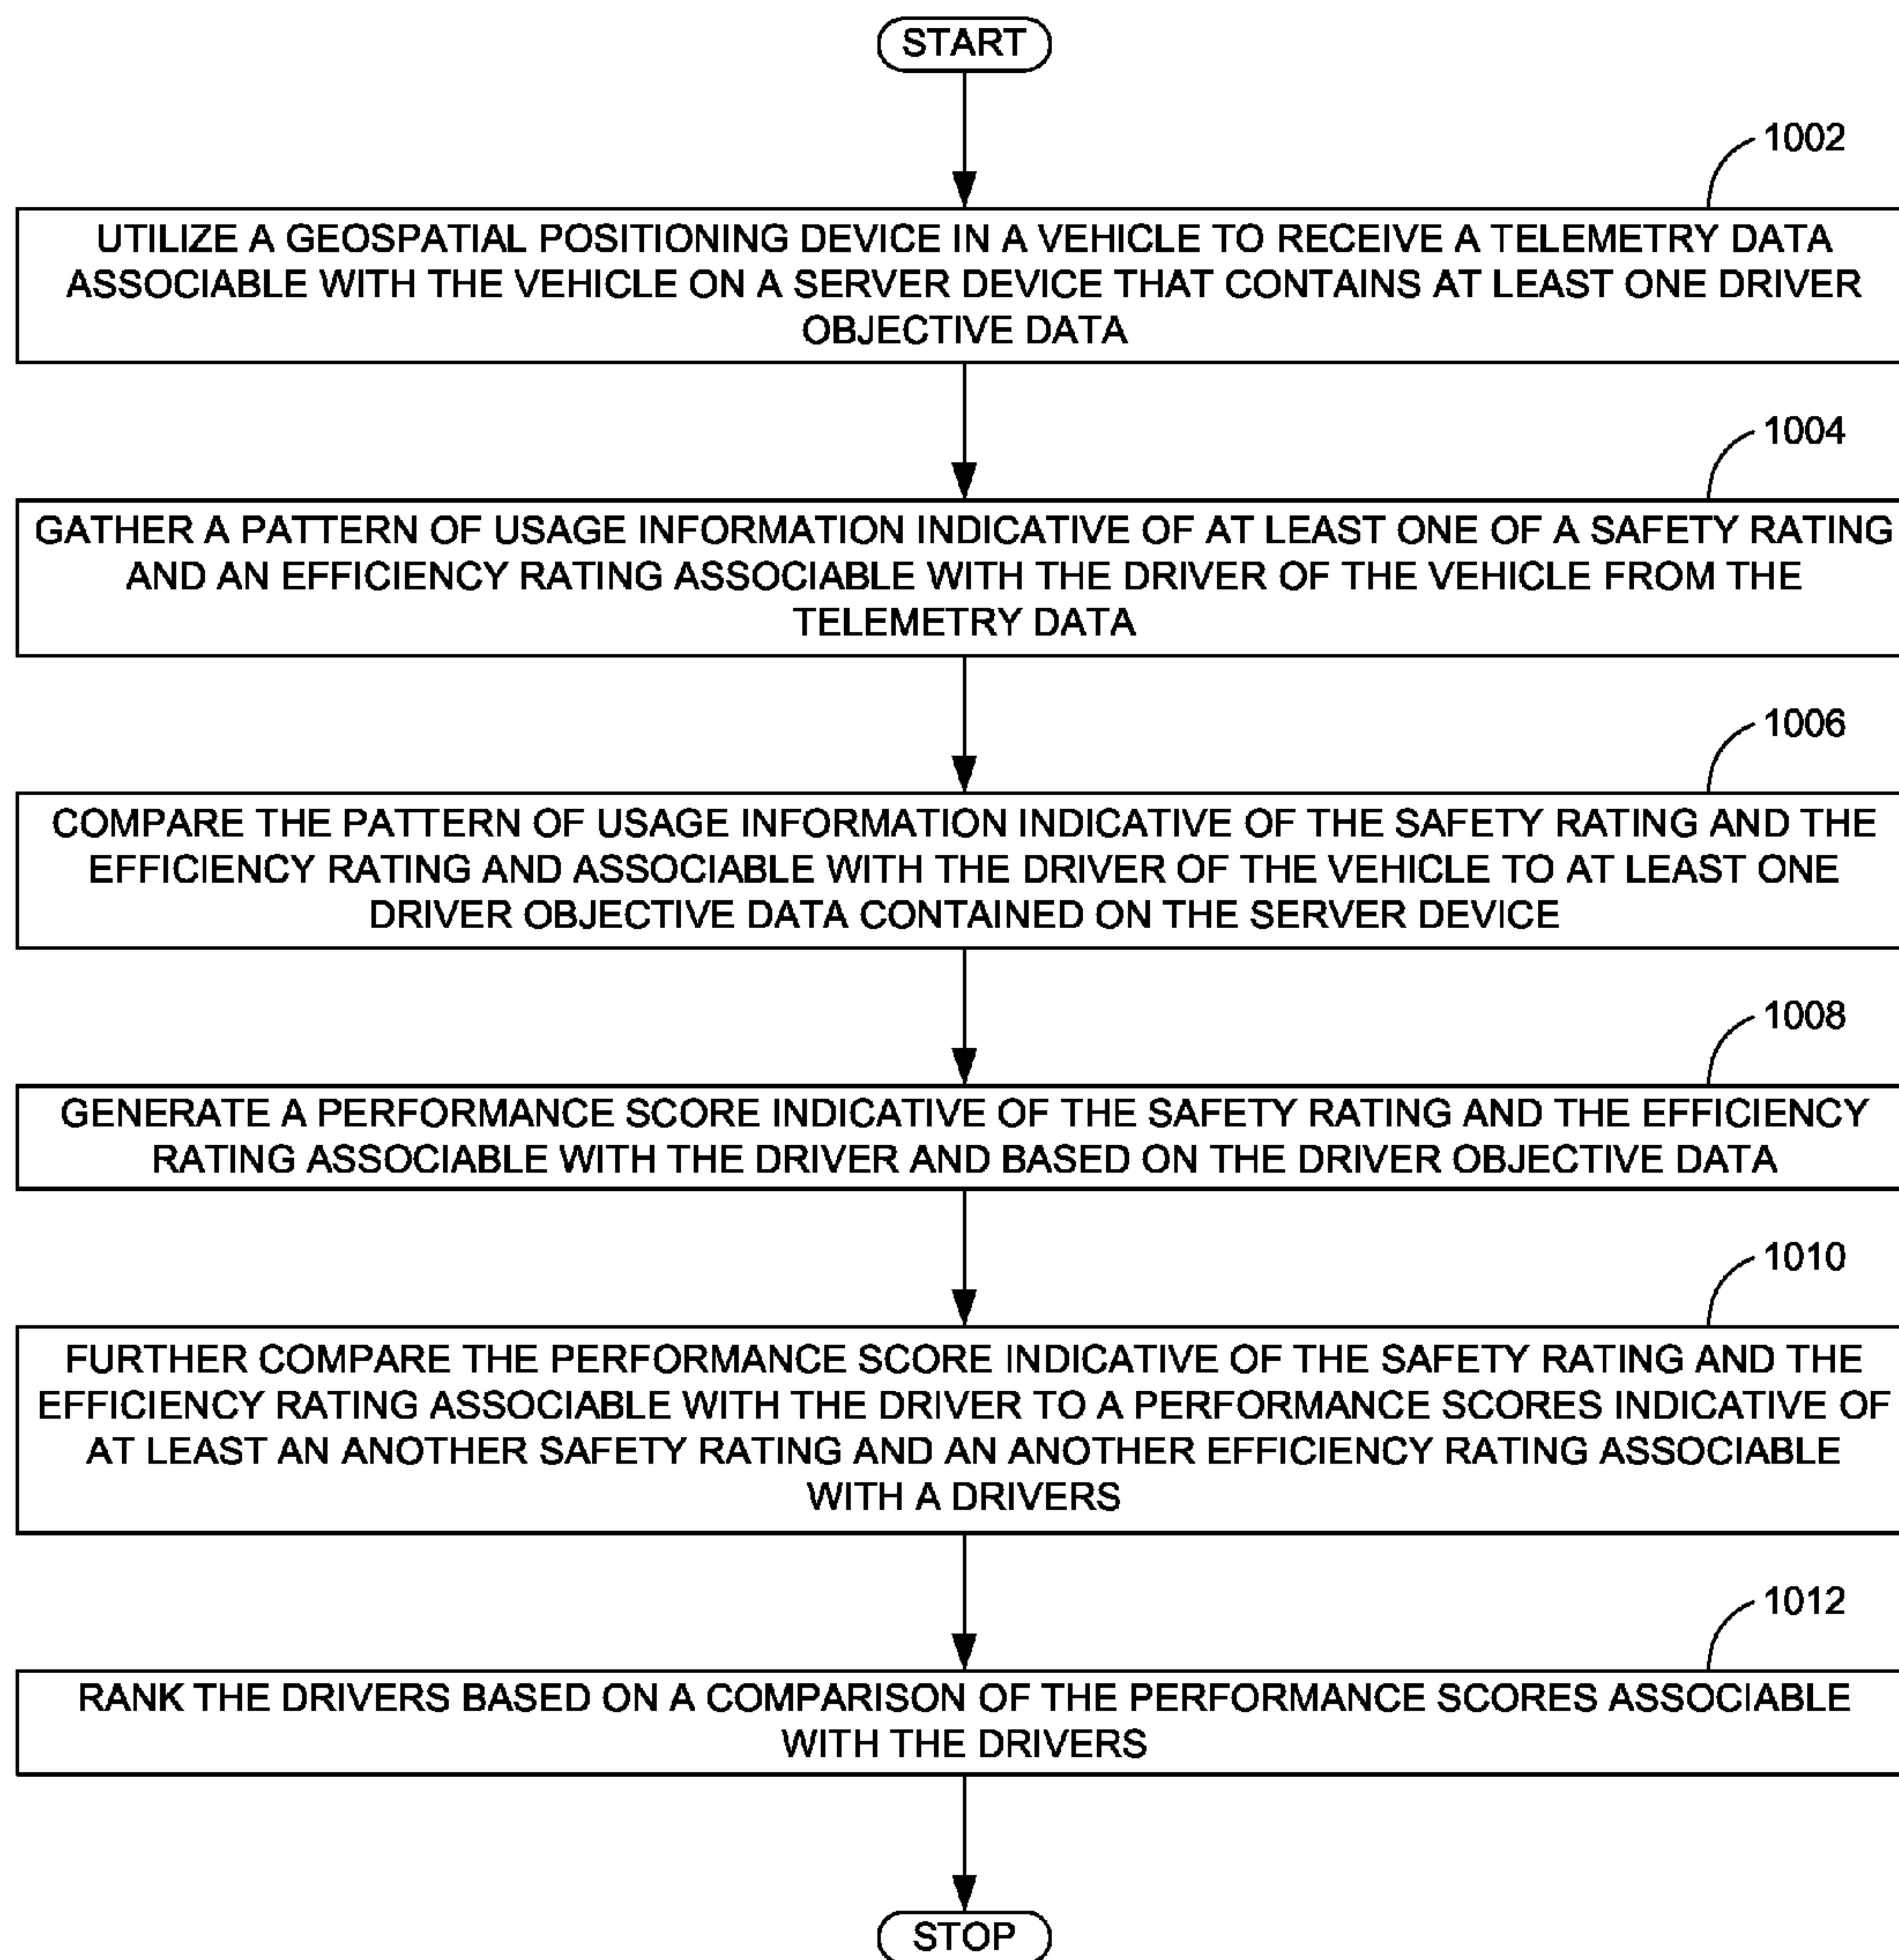 START
1002
UTILIZE A GEOSPATIAL POSITIONING DEVICE IN A VEHICLE TO RECEIVE A TELEMETRY DATA
ASSOCIABLE WITH THE VEHICLE ON A SERVER DEVICE THAT CONTAINS AT LEAST ONE DRIVER
OBJECTIVE DATA
1004
GATHER A PATTERN OF USAGE INFORMATION INDICATIVE OF AT LEAST ONE OF A SAFETY RATING
AND AN EFFICIENCY RATING ASSOCIABLE WITH THE DRIVER OF THE VEHICLE FROM THE
TELEMETRY DATA
1006
COMPARE THE PATTERN OF USAGE INFORMATION INDICATIVE OF THE SAFETY RATING AND THE
EFFICIENCY RATING AND ASSOCIABLE WITH THE DRIVER OF THE VEHICLE TO AT LEAST ONE
DRIVER OBJECTIVE DATA CONTAINED ON THE SERVER DEVICE
1008
GENERATE A PERFORMANCE SCORE INDICATIVE OF THE SAFETY RATING AND THE EFFICIENCY
RATING ASSOCIABLE WITH THE DRIVER AND BASED ON THE DRIVER OBJECTIVE DATA
1010
FURTHER COMPARE THE PERFORMANCE SCORE INDICATIVE OF THE SAFETY RATING AND THE
EFFICIENCY RATING ASSOCIABLE WITH THE DRIVER TO A PERFORMANCE SCORES INDICATIVE OF
AT LEAST AN ANOTHER SAFETY RATING AND AN ANOTHER EFFICIENCY RATING ASSOCIABLE
WITH A DRIVERS
1012
RANK THE DRIVERS BASED ON A COMPARISON OF THE PERFORMANCE SCORES ASSOCIABLE
WITH THE DRIVERS
STOP